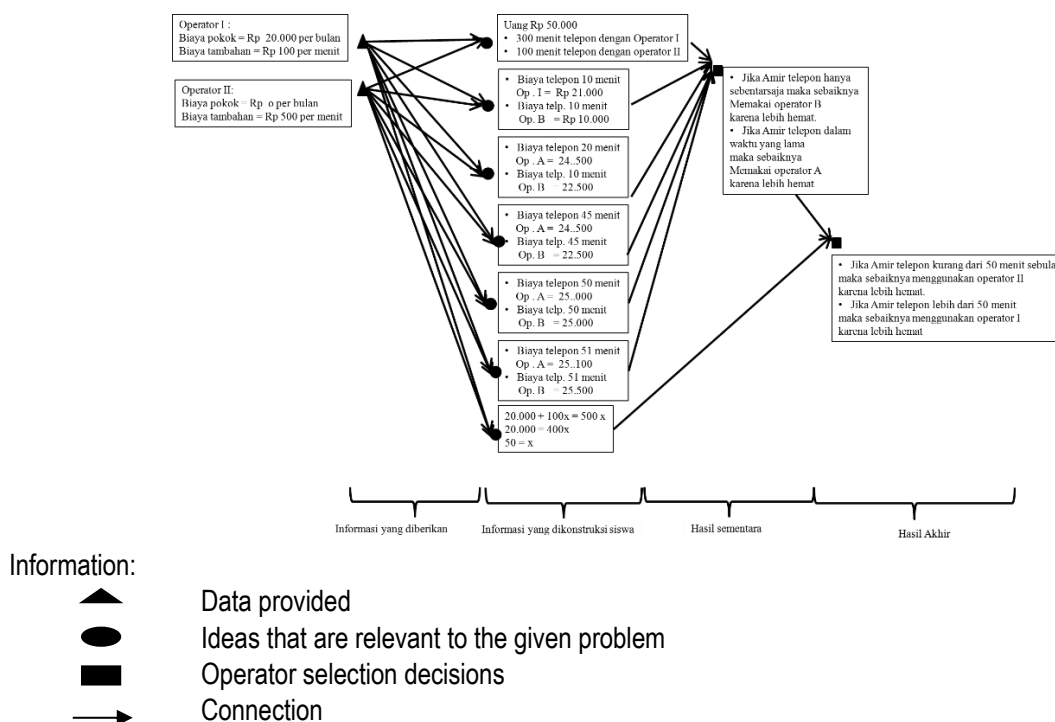 Operator I :
Biaya pokok = Rp 20.000 per bulan
Biaya tambahan = Rp 100 per menit
Operator II:
Biaya pokok = Rp o per bulan
Biaya tambahan = Rp 500 per menit
Uang Rp 50.000
• 300 menit telepon dengan Operator I
• 100 menit telepon dengan operator II
• Biaya telepon 10 menit
Op. I = Rp 21.000
• Biaya telp. 10 menit
Op. B = Rp 10.000
• Biaya telepon 20 menit
Op . A = 24..500
• Biaya telp. 10 menit
Op. B = 22.500
• Biaya telepon 45 menit
Op . A = 24..500
• Biaya telp. 45 menit
Op. B = 22.500
• Biaya telepon 50 menit
Op . A = 25..000
• Biaya telp. 50 menit
Op. B = 25.000
• Biaya telepon 51 menit
Op . A = 25..100
• Biaya telp. 51 menit
Op. B = 25.500
20.000 + 100x = 500 x
20.000 = 400x
50 = x
• Jika Amir telepon hanya
sebentarsaja maka sebaiknya
Memakai operator B
karena lebih hemat.
• Jika Amir telepon dalam
waktu yang lama
maka sebaiknya
Memakai operator A
karena lebih hemat
• Jika Amir telepon kurang dari 50 menit sebula
maka sebaiknya menggunakan operator II
karena lebih hemat.
• Jika Amir telepon lebih dari 50 menit
maka sebaiknya menggunakan operator I
karena lebih hemat
Informasi yang diberikan
Informasi yang dikonstruksi siswa
Hasil sementara
Hasil Akhir
Information:
Data provided
Ideas that are relevant to the given problem
Operator selection decisions
Connection